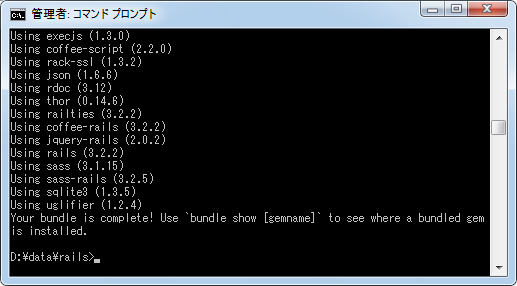 管理者: コマンド プロンプト
Using execjs (1.3.0)
Using coffee-script (2.2.0)
Using rack-ssl (1.3.2)
Using json (1.6.6)
Using rdoc (3.12)
Using thor (0.14.6)
Using railties (3.2.2)
Using coffee-rails (3.2.2)
Using jquery-rails (2.0.2)
Using rails (3.2.2)
Using sass (3.1.15)
Using sass-rails (3.2.5)
Using sqlite3 (1.3.5)
Using uglifier (1.2.4)
Your bundle is complete! Use `bundle show [gemname]` to see where a bundled gem
is installed.
D:¥data¥rails>_